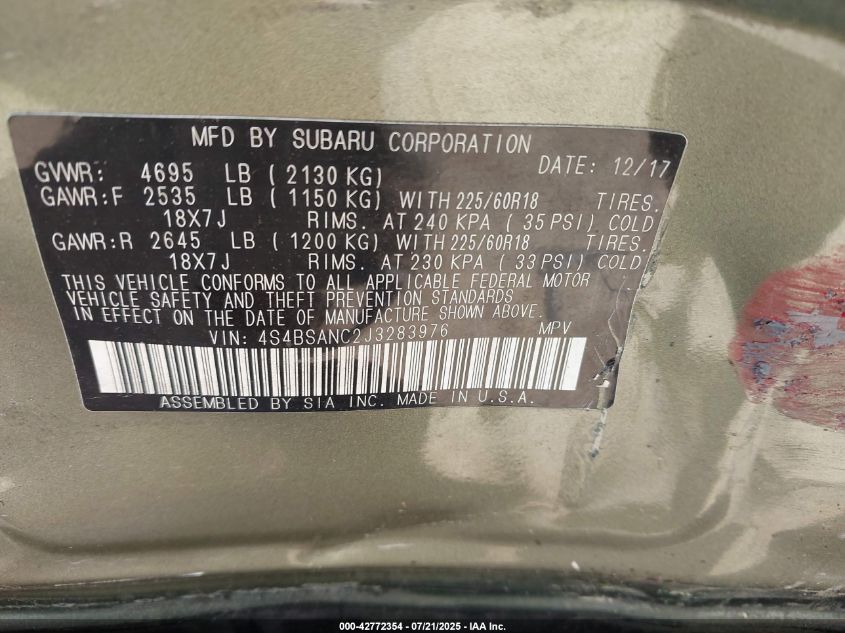 MFD BY SUBARU CORPORATION
GVWR: 4695 LB ( 2130 KG) DATE: 12/17
GAWR:F 2535 LB ( 1150 KG) WITH 225/60R18 TIRES.
18X7J RIMS. AT 240 KPA ( 35 PSI) COLD
GAWR:R 2645 LB ( 1200 KG) WITH 225/60R18 TIRES.
18X7J RIMS. AT 230 KPA ( 33 PSI) COLD.
THIS VEHICLE CONFORMS TO ALL APPLICABLE FEDERAL MOTOR
VEHICLE SAFETY AND THEFT PREVENTION STANDARDS
IN EFFECT ON THE DATE OF MANUFACTURE SHOWN ABOVE.
VIN: 4S4BSANC2J3283976 MPV
ASSEMBLED BY SIA INC. MADE IN U.S.A.
000-42772354 - 07/21/2025 - IAA Inc.